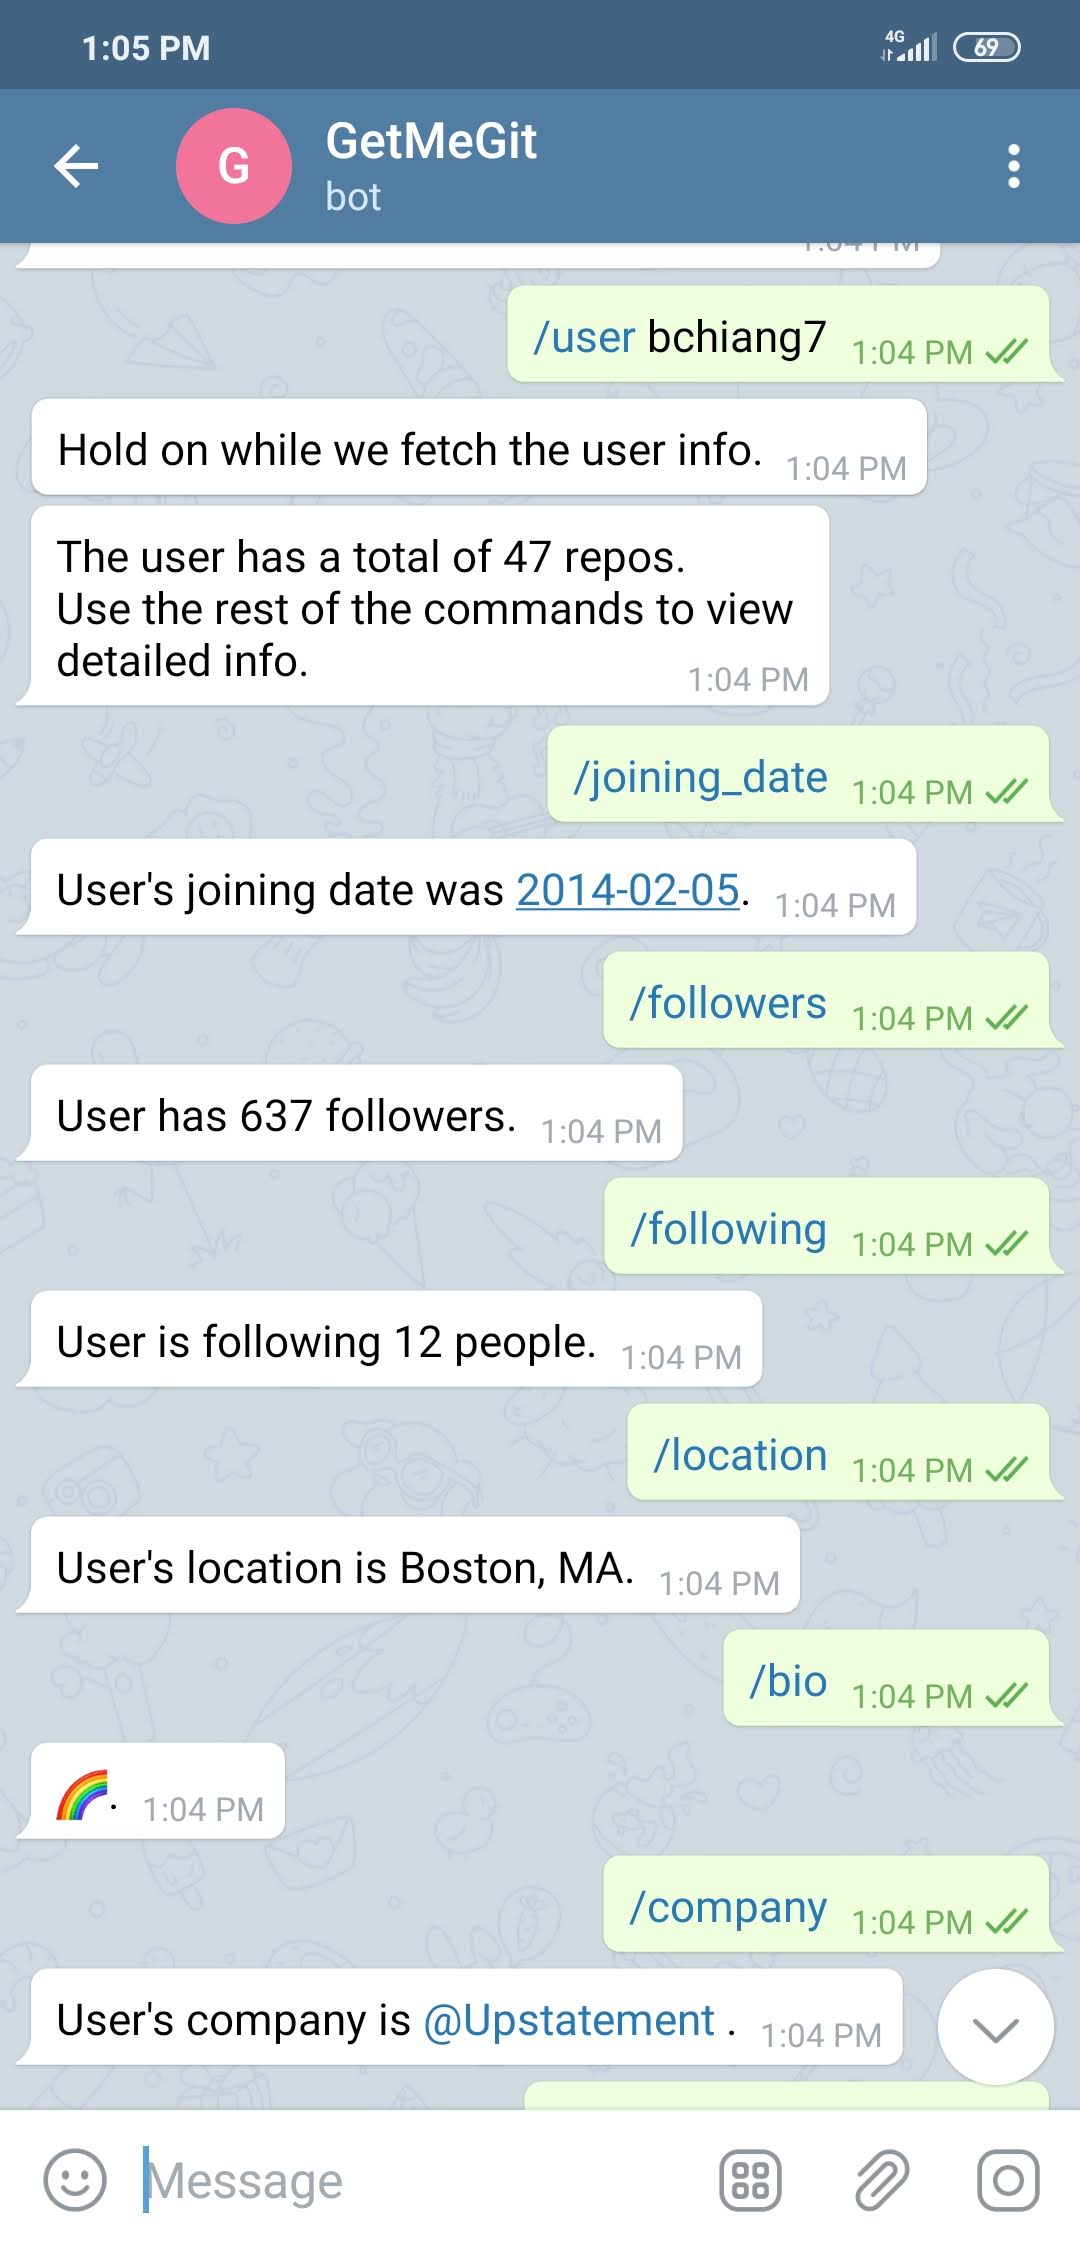 1:05 PM
4G
69
G
GetMeGit
bot
1:04 PM
/user bchiang7 1:04 PM
Hold on while we fetch the user info. 1:04 PM
The user has a total of 47 repos.
Use the rest of the commands to view
detailed info. 1:04 PM
/joining_date 1:04 PM
User's joining date was 2014-02-05. 1:04 PM
/followers 1:04 PM
User has 637 followers. 1:04 PM
/following 1:04 PM
User is following 12 people. 1:04 PM
/location 1:04 PM
User's location is Boston, MA. 1:04 PM
/bio 1:04 PM
🌈. 1:04 PM
/company 1:04 PM
User's company is @Upstatement . 1:04 PM
Message